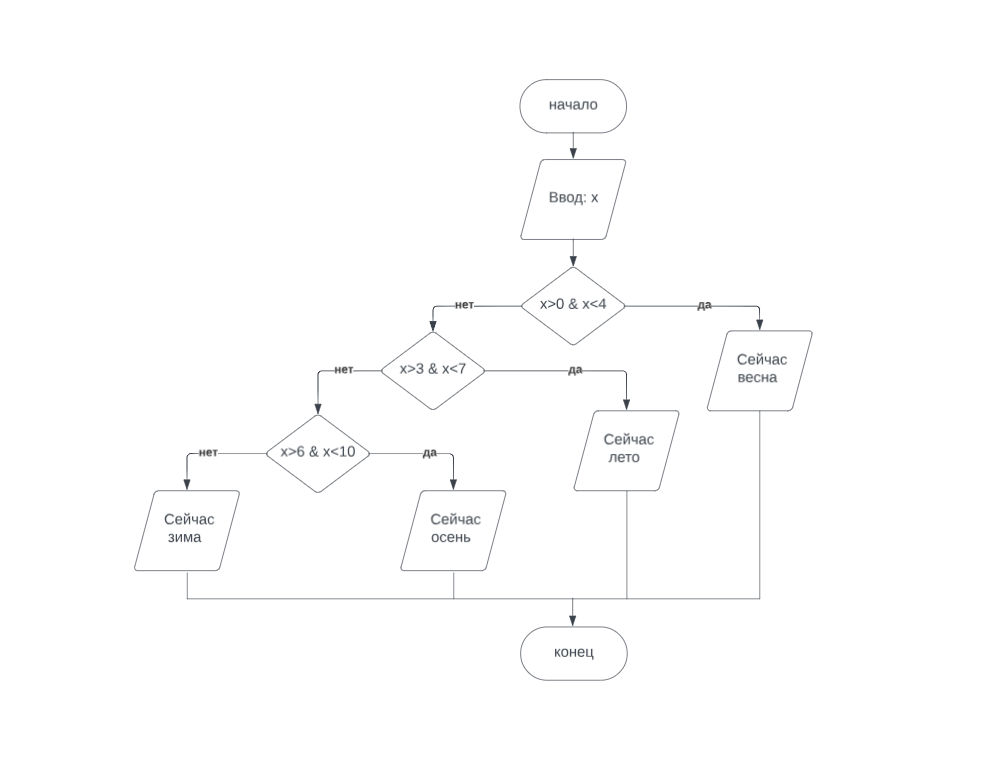 начало
Ввод: x
x>0 & x<4
нет
да
x>3 & x<7
Сейчас
весна
нет
да
x>6 & x<10
Сейчас
лето
нет
да
Сейчас
зима
Сейчас
осень
конец